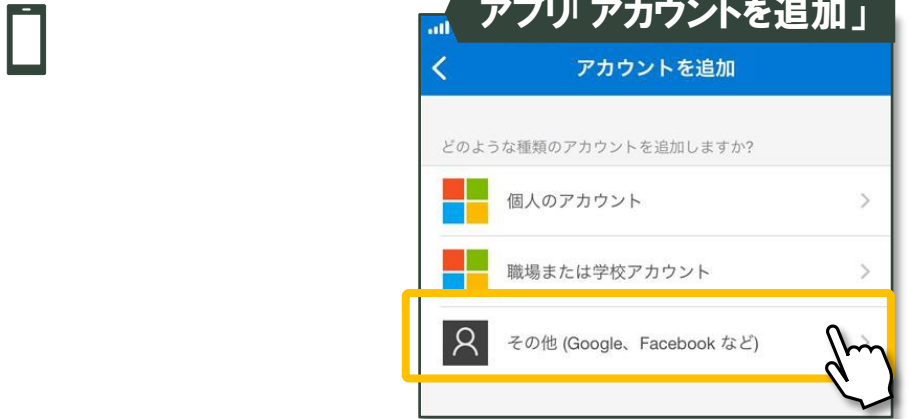 アプリ「アカウントを追加」
アカウントを追加
どのような種類のアカウントを追加しますか?
個人のアカウント
職場または学校アカウント
その他 (Google、Facebook など)